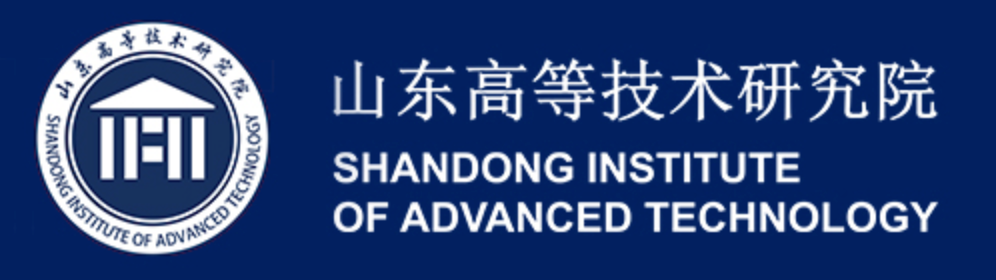 山东高等技术研究院
SHANDONG INSTITUTE OF ADVANCED TECHNOLOGY
山东高等技术研究院
SHANDONG INSTITUTE
OF ADVANCED TECHNOLOGY